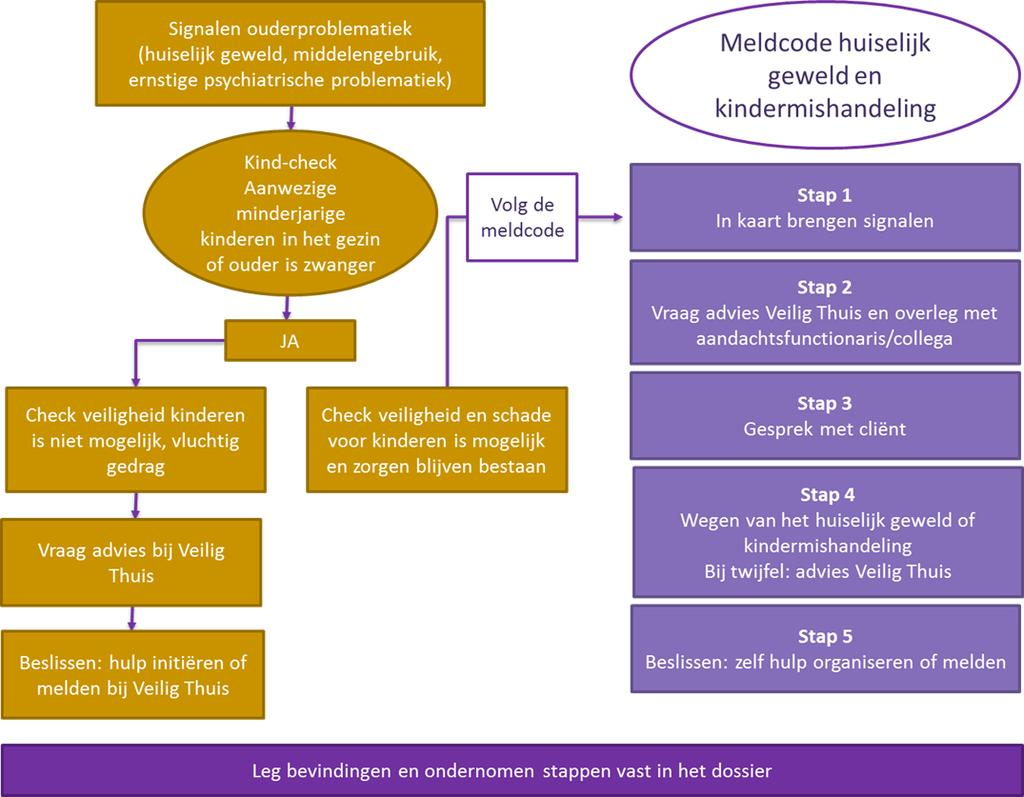 Signalen ouderproblematiek
(huiselijk geweld, middelengebruik,
ernstige psychiatrische problematiek)
Kind-check
Aanwezige
minderjarige
kinderen in het gezin
of ouder is zwanger
JA
Check veiligheid kinderen
is niet mogelijk, vluchtig
gedrag
Vraag advies bij Veilig
Thuis
Beslissen: hulp initiëren of
melden bij Veilig Thuis
Check veiligheid en schade
voor kinderen is mogelijk
en zorgen blijven bestaan
Volg de
meldcode
Meldcode huiselijk
geweld en
kindermishandeling
Stap 1
In kaart brengen signalen
Stap 2
Vraag advies Veilig Thuis en overleg met
aandachtsfunctionaris/collega
Stap 3
Gesprek met cliënt
Stap 4
Wegen van het huiselijk geweld of
kindermishandeling
Bij twijfel: advies Veilig Thuis
Stap 5
Beslissen: zelf hulp organiseren of melden
Leg bevindingen en ondernomen stappen vast in het dossier